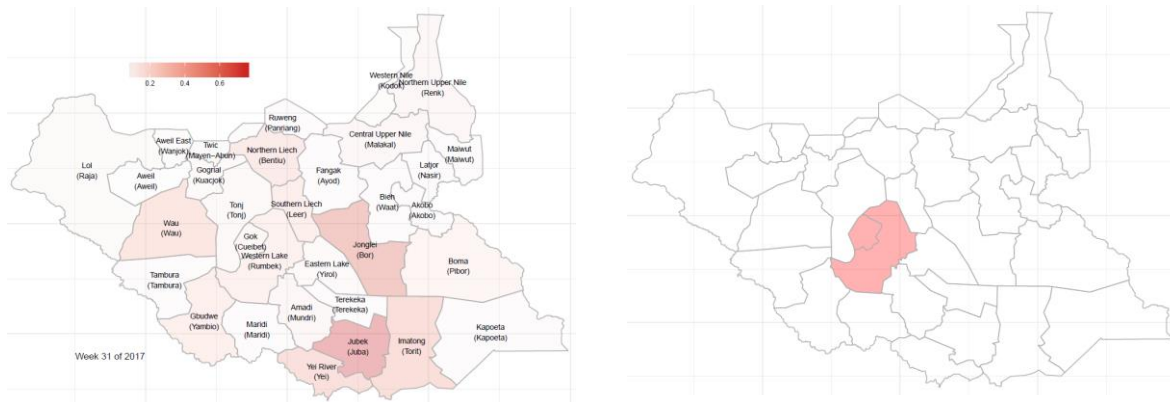 0.2 0.4 0.6
Western Nile
(Kodok)
Northern Upper Nile
(Renk)
Ruweng
(Panriang)
Aweil East
(Wanjok)
Twic
(Mayen-Abun)
Northern Liech
(Bentiu)
Central Upper Nile
(Malakal)
Maiwut
(Maiwut)
Lol
(Raja)
Aweil
(Aweil)
Gogrial
(Kuacjok)
Fangak
(Ayod)
Latjor
(Nasir)
Bieh
(Waat)
Akobo
(Akobo)
Tonj
(Tonj)
Southern Liech
(Leer)
Wau
(Wau)
Gok
(Cueibet)
Western Lake
(Rumbek)
Jonglei
(Bor)
Eastern Lake
(Yirol)
Boma
(Pibor)
Tambura
(Tambura)
Terekeka
(Terekeka)
Amadi
(Mundri)
Gbudwe
(Yambio)
Maridi
(Maridi)
Kapoeta
(Kapoeta)
Jubek
(Juba)
Imatong
(Torit)
Yei River
(Yei)
Week 31 of 2017